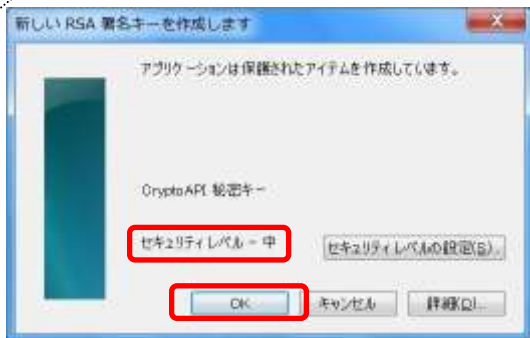 新しい RSA 署名キーを作成します
アプリケーションは保護されたアイテムを作成しています。
CryptoAPI 秘密キー
セキュリティ レベル - 中
セキュリティ レベルの設定(S)...
OK
キャンセル
詳細(D)...